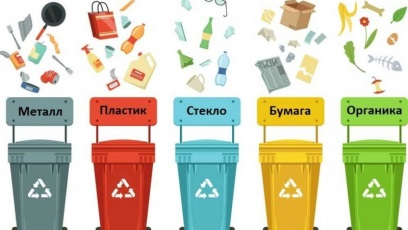 Металл
Пластик
Стекло
Бумага
Органика